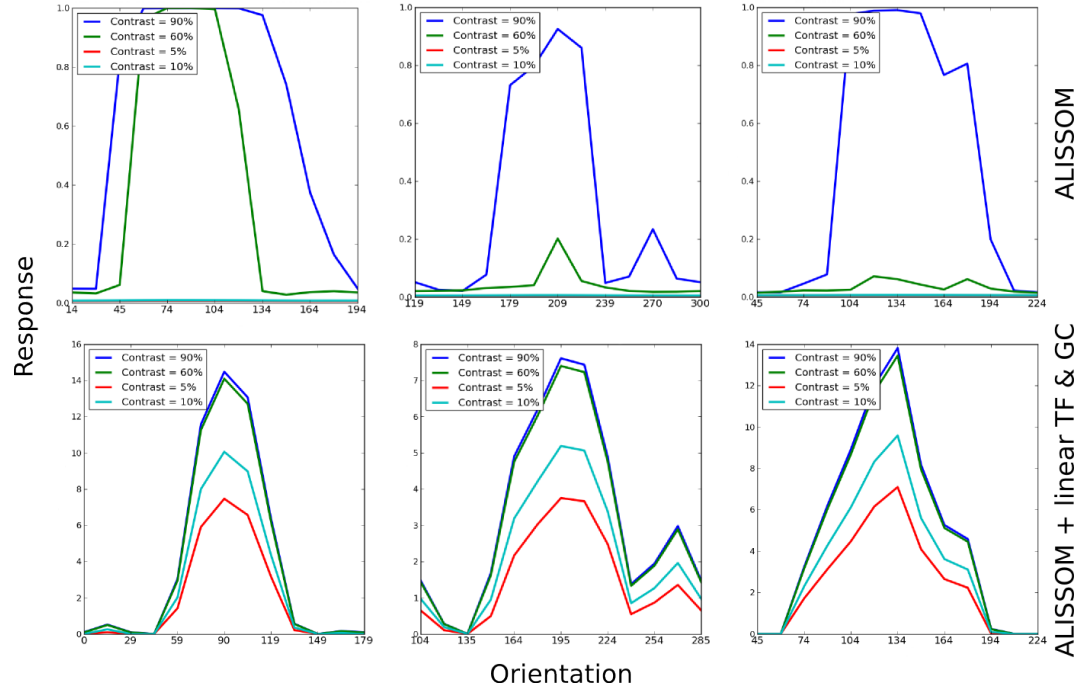 Contrast = 90%
Contrast = 60%
Contrast = 5%
Contrast = 10%
1.0
0.8
0.6
0.4
0.2
0.0
14 45 75 104 134 164 194
Contrast = 90%
Contrast = 60%
Contrast = 5%
Contrast = 10%
1.0
0.8
0.6
0.4
0.2
0.0
119 149 179 209 239 270 300
Contrast = 90%
Contrast = 60%
Contrast = 5%
Contrast = 10%
1.0
0.8
0.6
0.4
0.2
0.0
45 74 104 134 164 194 224
ALISSOM
Response
Contrast = 90%
Contrast = 60%
Contrast = 5%
Contrast = 10%
16
14
12
10
8
6
4
2
0
0 29 59 90 119 149 179
Contrast = 90%
Contrast = 60%
Contrast = 5%
Contrast = 10%
8
7
6
5
4
3
2
1
0
104 135 164 195 224 254 285
Contrast = 90%
Contrast = 60%
Contrast = 5%
Contrast = 10%
14
12
10
8
6
4
2
0
45 74 104 134 164 194 224
ALISSOM + linear TF & GC
Orientation